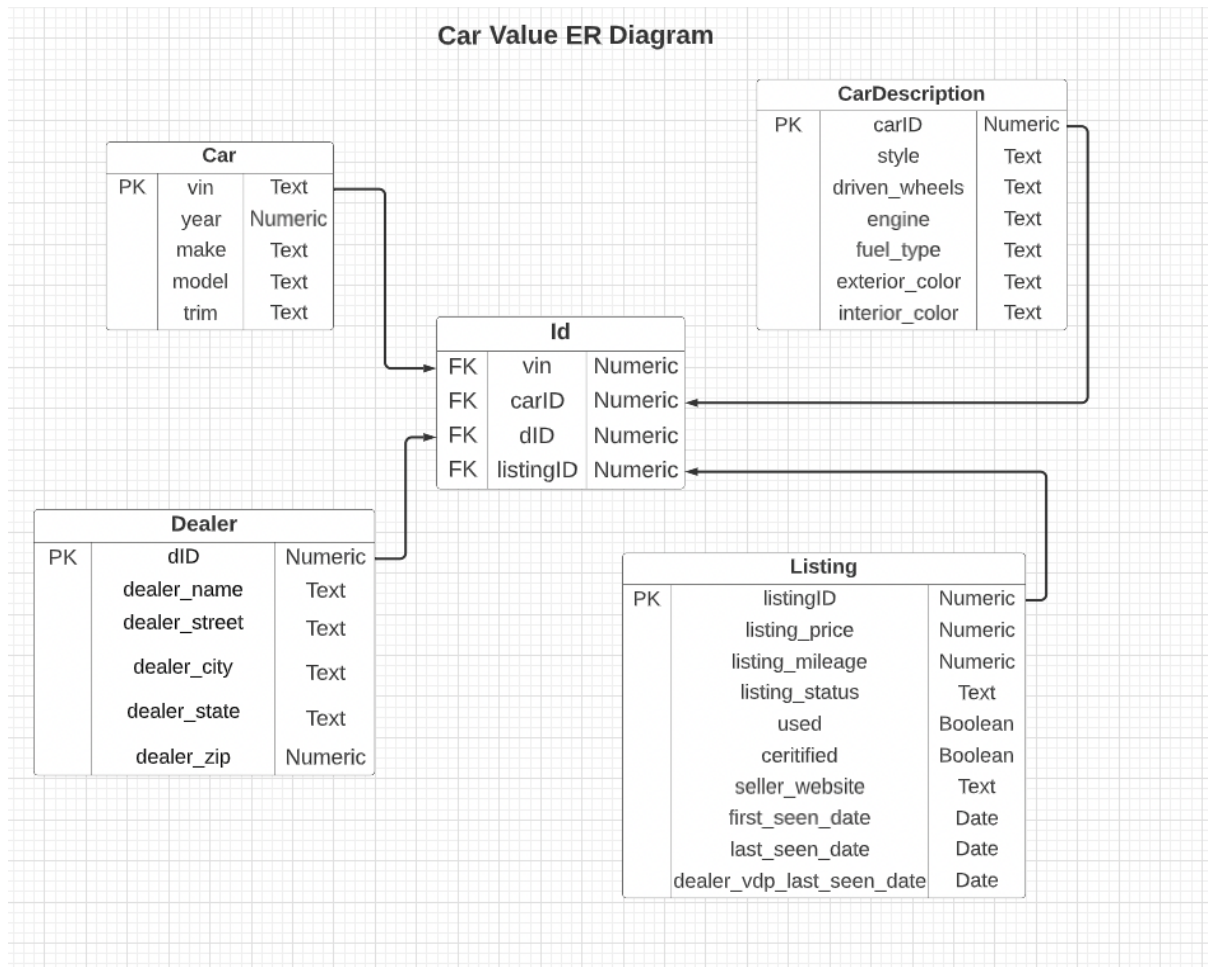 Car Value ER Diagram
CarDescription
PK carID Numeric
style Text
driven_wheels Text
engine Text
fuel_type Text
exterior_color Text
interior_color Text
Car
PK vin Text
year Numeric
make Text
model Text
trim Text
Id
FK vin Numeric
FK carID Numeric
FK dID Numeric
FK listingID Numeric
Dealer
PK dID Numeric
dealer_name Text
dealer_street Text
dealer_city Text
dealer_state Text
dealer_zip Numeric
Listing
PK listingID Numeric
listing_price Numeric
listing_mileage Numeric
listing_status Text
used Boolean
ceritified Boolean
seller_website Text
first_seen_date Date
last_seen_date Date
dealer_vdp_last_seen_date Date